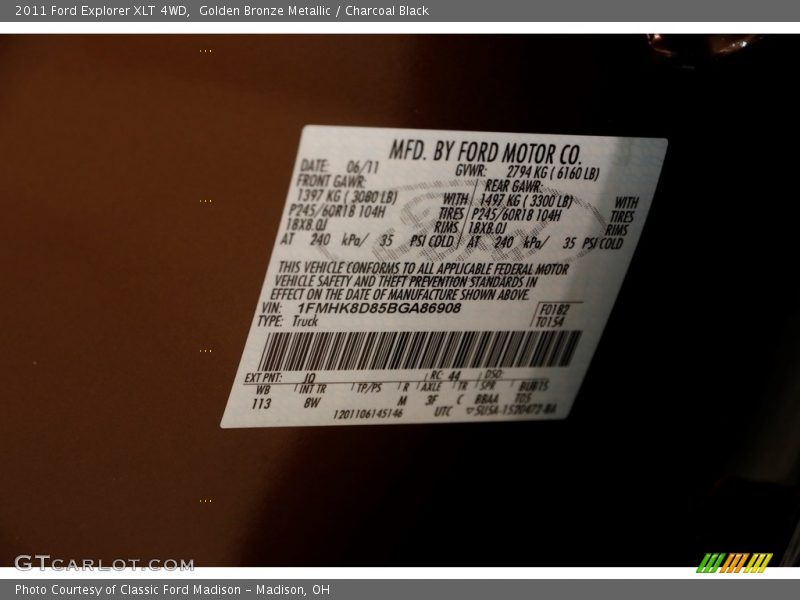 2011 Ford Explorer XLT 4WD, Golden Bronze Metallic / Charcoal Black
MFD. BY FORD MOTOR CO.
DATE: 06/11 GVWR: 2794 KG ( 6160 LB)
FRONT GAWR: REAR GAWR:
1397 KG ( 3080 LB) WITH 1497 KG ( 3300 LB) WITH
P245/60R18 104H TIRES P245/60R18 104H TIRES
18X8.0J RIMS 18X8.0J RIMS
AT 240 kPa/ 35 PSI COLD AT 240 kPa/ 35 PSI COLD
THIS VEHICLE CONFORMS TO ALL APPLICABLE FEDERAL MOTOR
VEHICLE SAFETY AND THEFT PREVENTION STANDARDS IN
EFFECT ON THE DATE OF MANUFACTURE SHOWN ABOVE.
VIN: 1FMHK8D85BGA86908 F0182
TYPE: Truck T0154
EXT PNT: JQ RC: 44 DSO:
WB INT TR TP/PS R AXLE TR SPR
113 BW M 3F C BBAA T05
1201106145146 UTC
GTCARLOT.COM
Photo Courtesy of Classic Ford Madison - Madison, OH